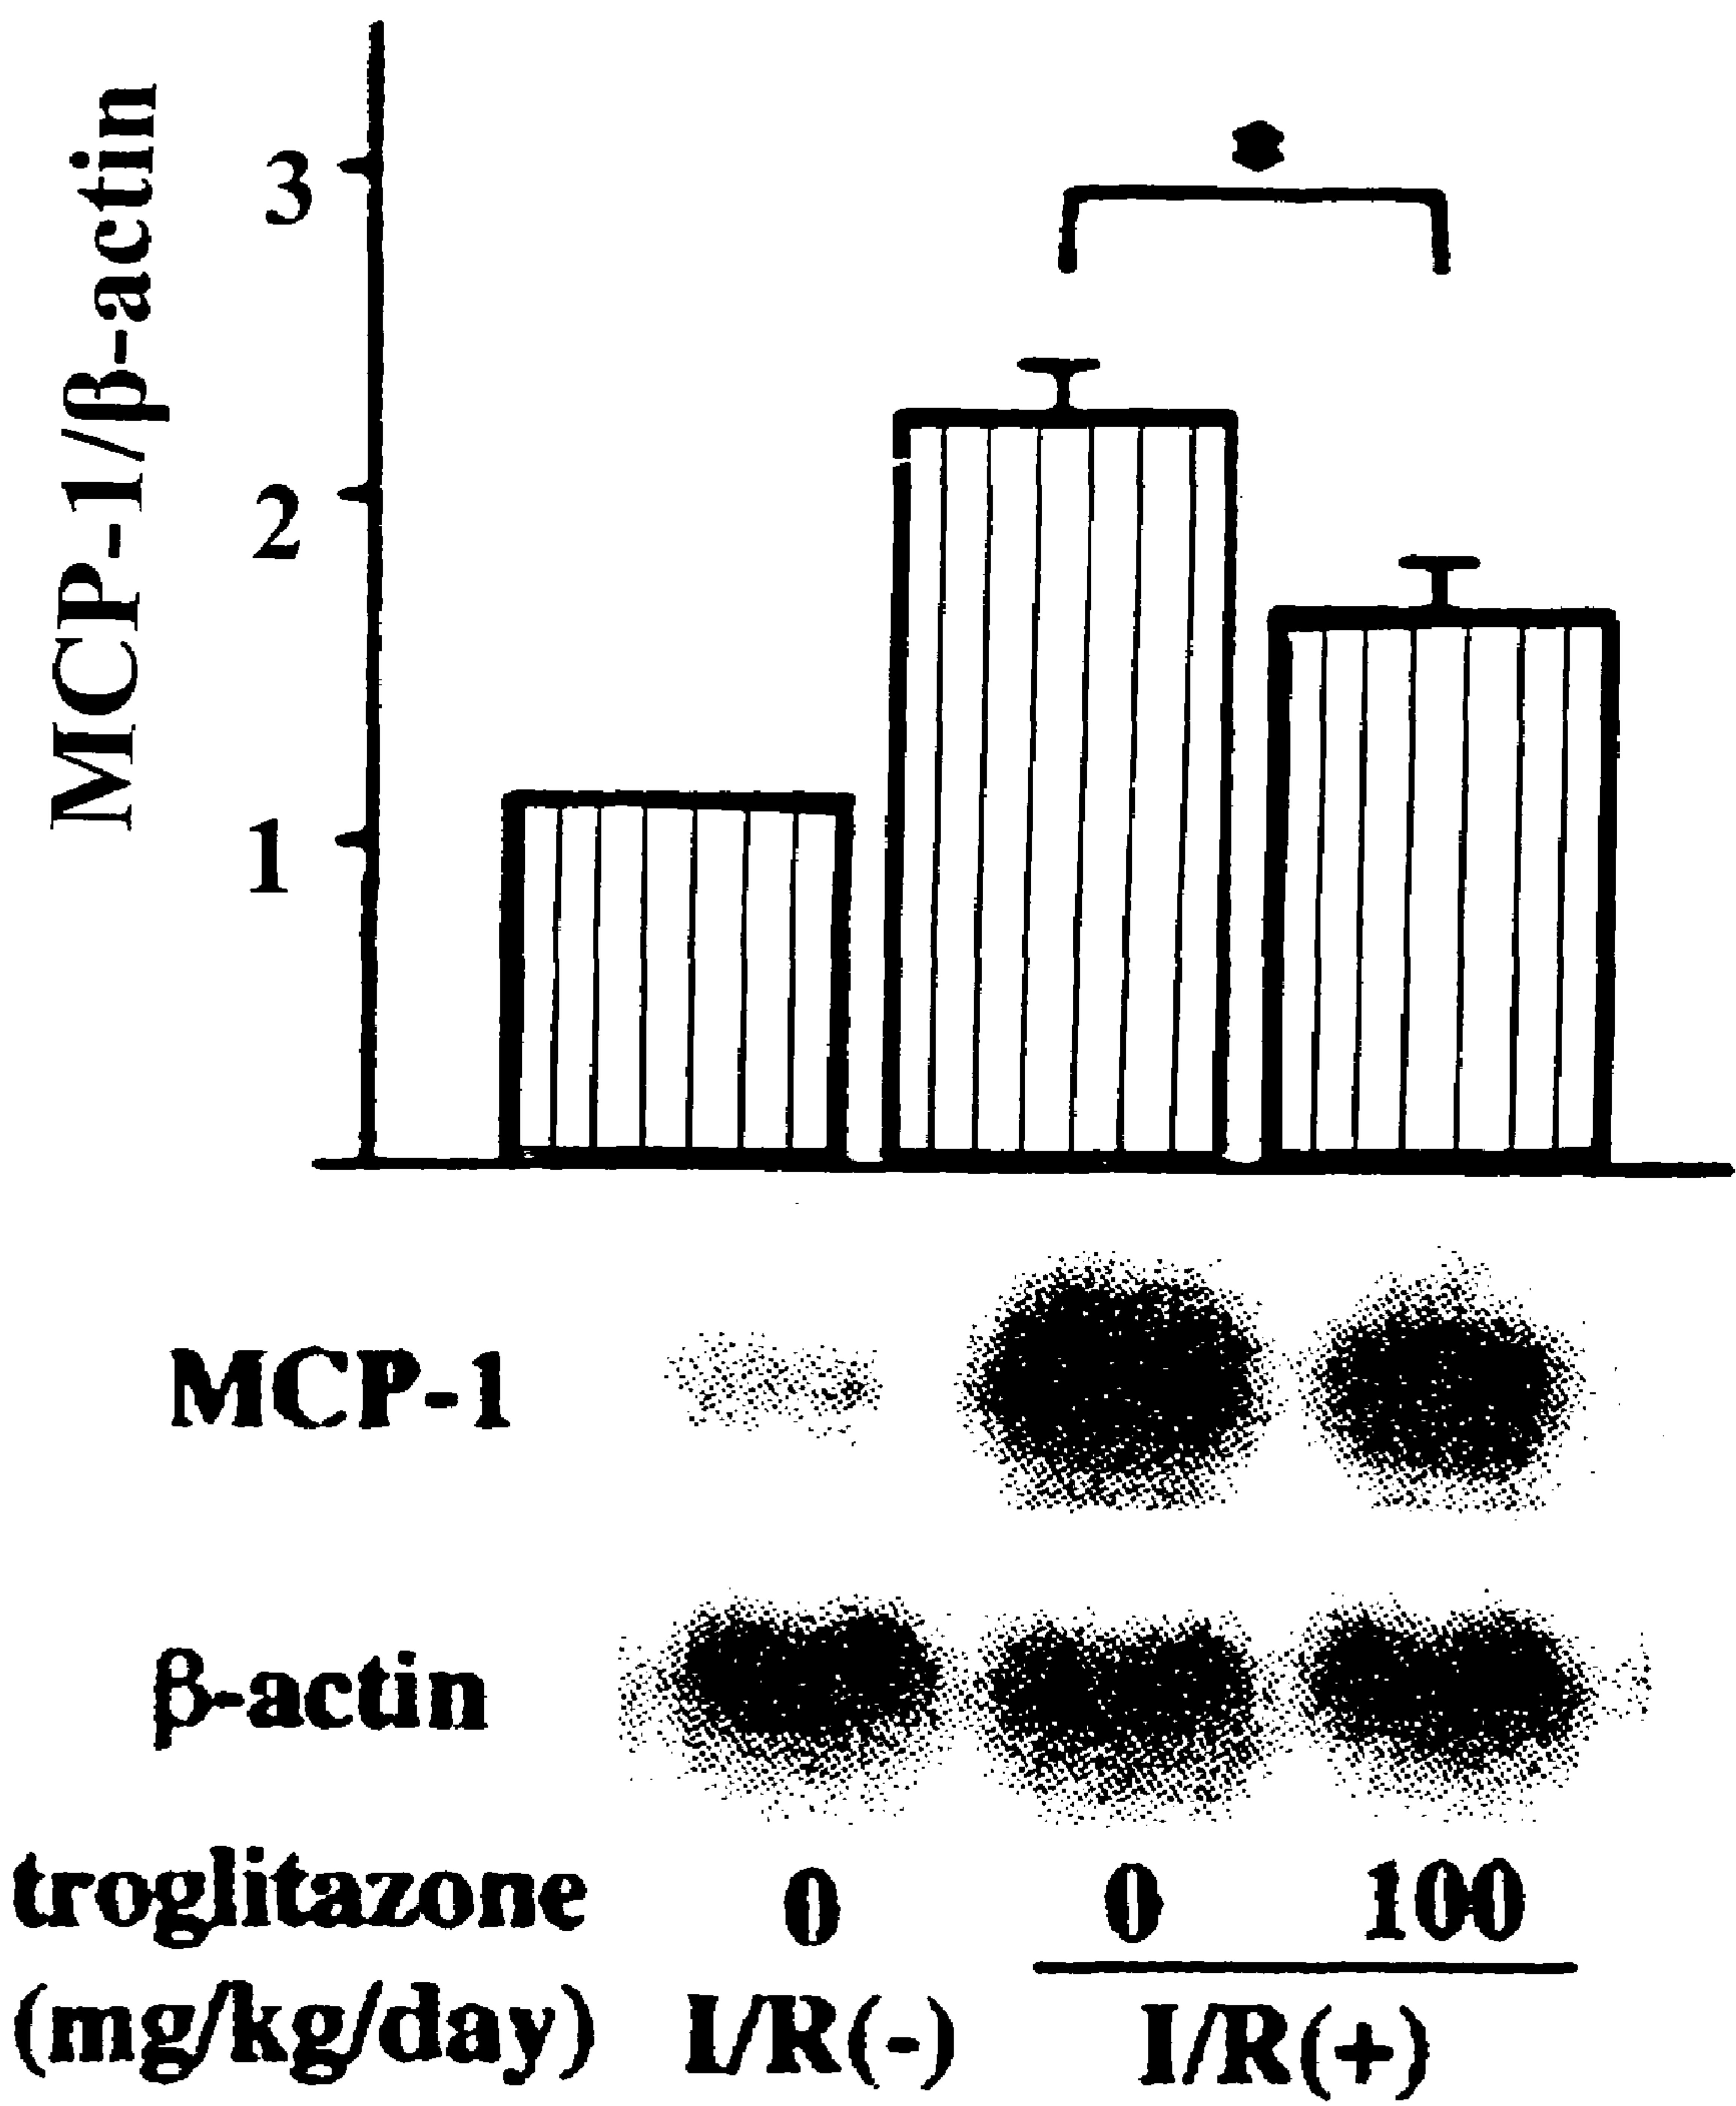 MCP-1/β-actin
3
*
2
1
MCP-1
β-actin
troglitazone 0 0 100
(mg/kg/day) I/R(-) I/R(+)